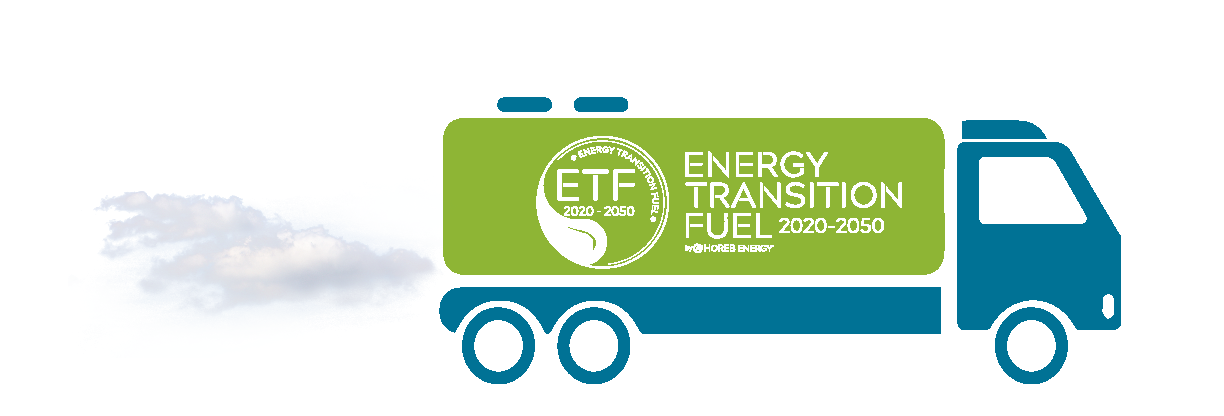 ENERGY TRANSITION FUEL
ETF
2020 - 2050
ENERGY
TRANSITION
FUEL 2020-2050
by HOREB ENERGY